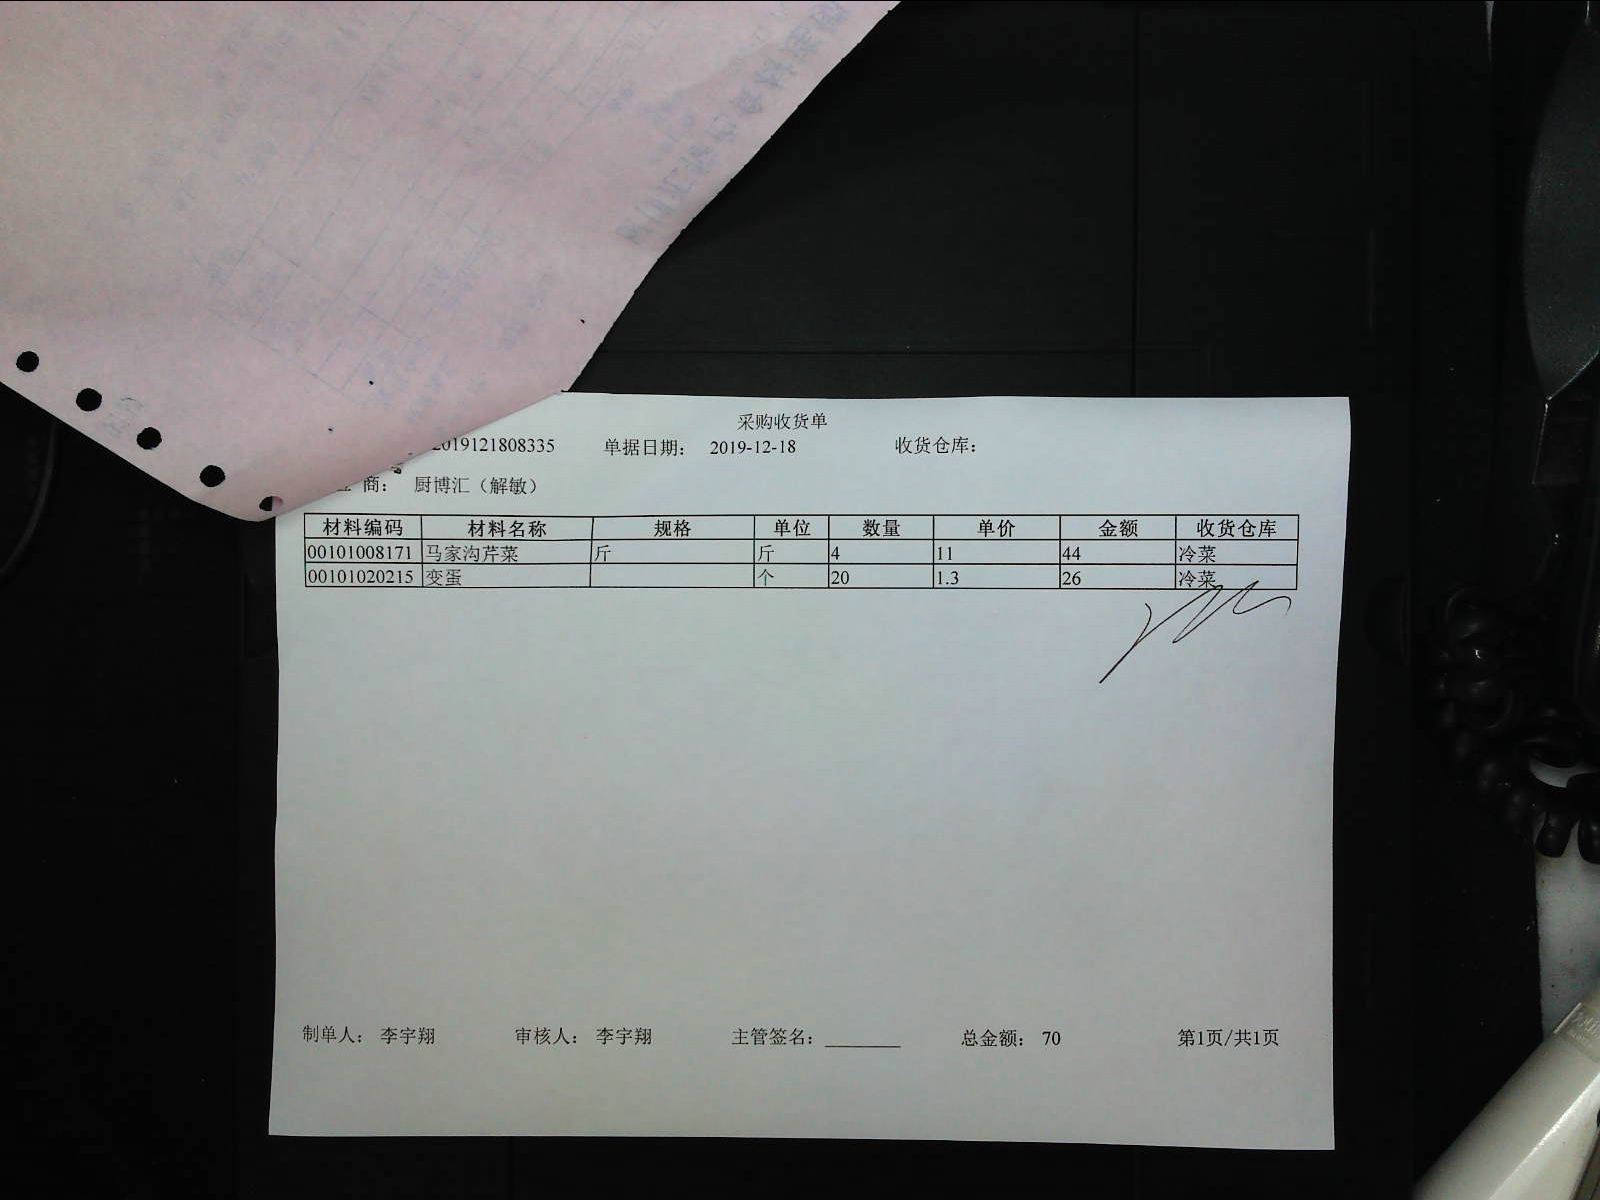 采购收货单
2019121808335 单据日期： 2019-12-18 收货仓库：
商： 厨博汇（解敏）
材料编码 材料名称 规格 单位 数量 单价 金额 收货仓库
00101008171 马家沟芹菜 斤 斤 4 11 44 冷菜
00101020215 变蛋 个 20 1.3 26 冷菜
制单人： 李宇翔 审核人： 李宇翔 主管签名： 总金额： 70 第1页/共1页